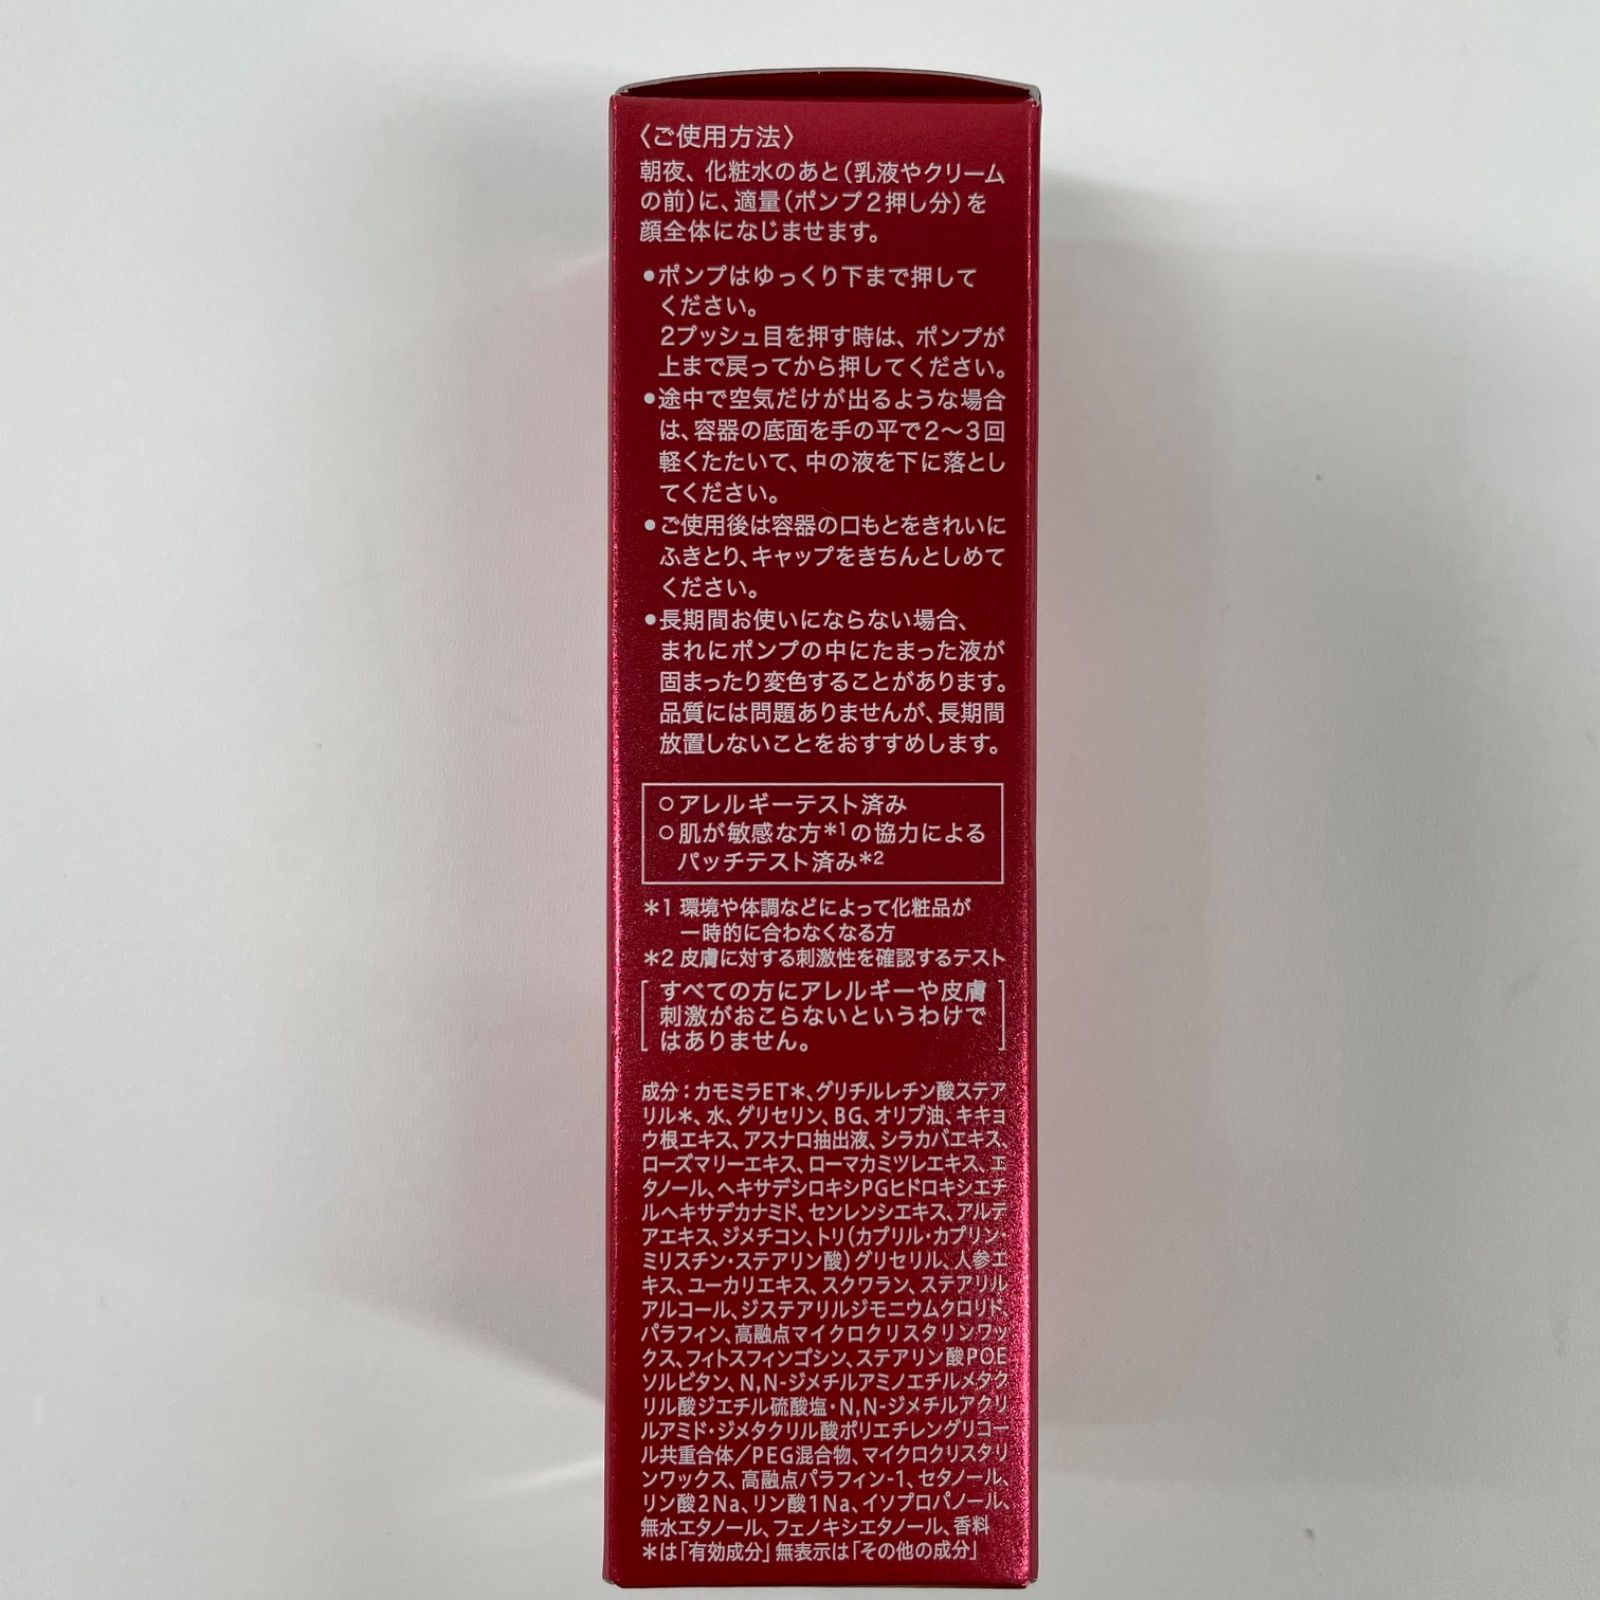 〈ご使用方法〉
朝夜、化粧水のあと(乳液やクリーム
の前)に、適量(ポンプ2押し分)を
顔全体になじませます。
●ポンプはゆっくり下まで押して
ください。
2プッシュ目を押す時は、ポンプが
上まで戻ってから押してください。
●途中で空気だけが出るような場合
は、容器の底面を手の平で2〜3回
軽くたたいて、中の液を下に落とし
てください。
●ご使用後は容器の口もとをきれいに
ふきとり、キャップをきちんとしめて
ください。
●長期間お使いにならない場合、
まれにポンプの中にたまった液が
固まったり変色することがあります。
品質には問題ありませんが、長期間
放置しないことをおすすめします。
○アレルギーテスト済み
○肌が敏感な方*1の協力による
パッチテスト済み*2
*1 環境や体調などによって化粧品が
一時的に合わなくなる方
*2 皮膚に対する刺激性を確認するテスト
[すべての方にアレルギーや皮膚
刺激がおこらないというわけで
はありません。]
成分:カモミラET*、グリチルレチン酸ステア
リル*、水、グリセリン、BG、オリブ油、キキョ
ウ根エキス、アスナロ抽出液、シラカバエキス、
ローズマリーエキス、ローマカミツレエキス、エ
タノール、ヘキサデシロキシPGヒドロキシエチ
ルヘキサデカナミド、センレンシエキス、アルテ
アエキス、ジメチコン、トリ(カプリル・カプリン・
ミリスチン・ステアリン酸)グリセリル、人参エ
キス、ユーカリエキス、スクワラン、ステアリル
アルコール、ジステアリルジモニウムクロリド、
パラフィン、高融点マイクロクリスタリンワッ
クス、フィトスフィンゴシン、ステアリン酸POE
ソルビタン、N,N-ジメチルアミノエチルメタク
リル酸ジエチル硫酸塩・N,N-ジメチルアクリ
ルアミド・ジメタクリル酸ポリエチレングリコー
ル共重合体/PEG混合物、マイクロクリスタリ
ンワックス、高融点パラフィン-1、セタノール、
リン酸2Na、リン酸1Na、イソプロパノール、
無水エタノール、フェノキシエタノール、香料
*は「有効成分」無表示は「その他の成分」